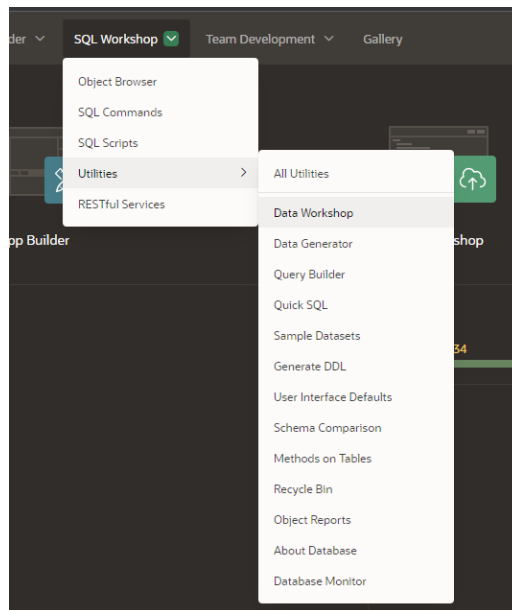 der
SQL Workshop
Team Development
Gallery
Object Browser
SQL Commands
SQL Scripts
Utilities
RESTful Services
All Utilities
Data Workshop
Data Generator
Query Builder
Quick SQL
Sample Datasets
Generate DDL
User Interface Defaults
Schema Comparison
Methods on Tables
Recycle Bin
Object Reports
About Database
Database Monitor
pp Builder
shop
34